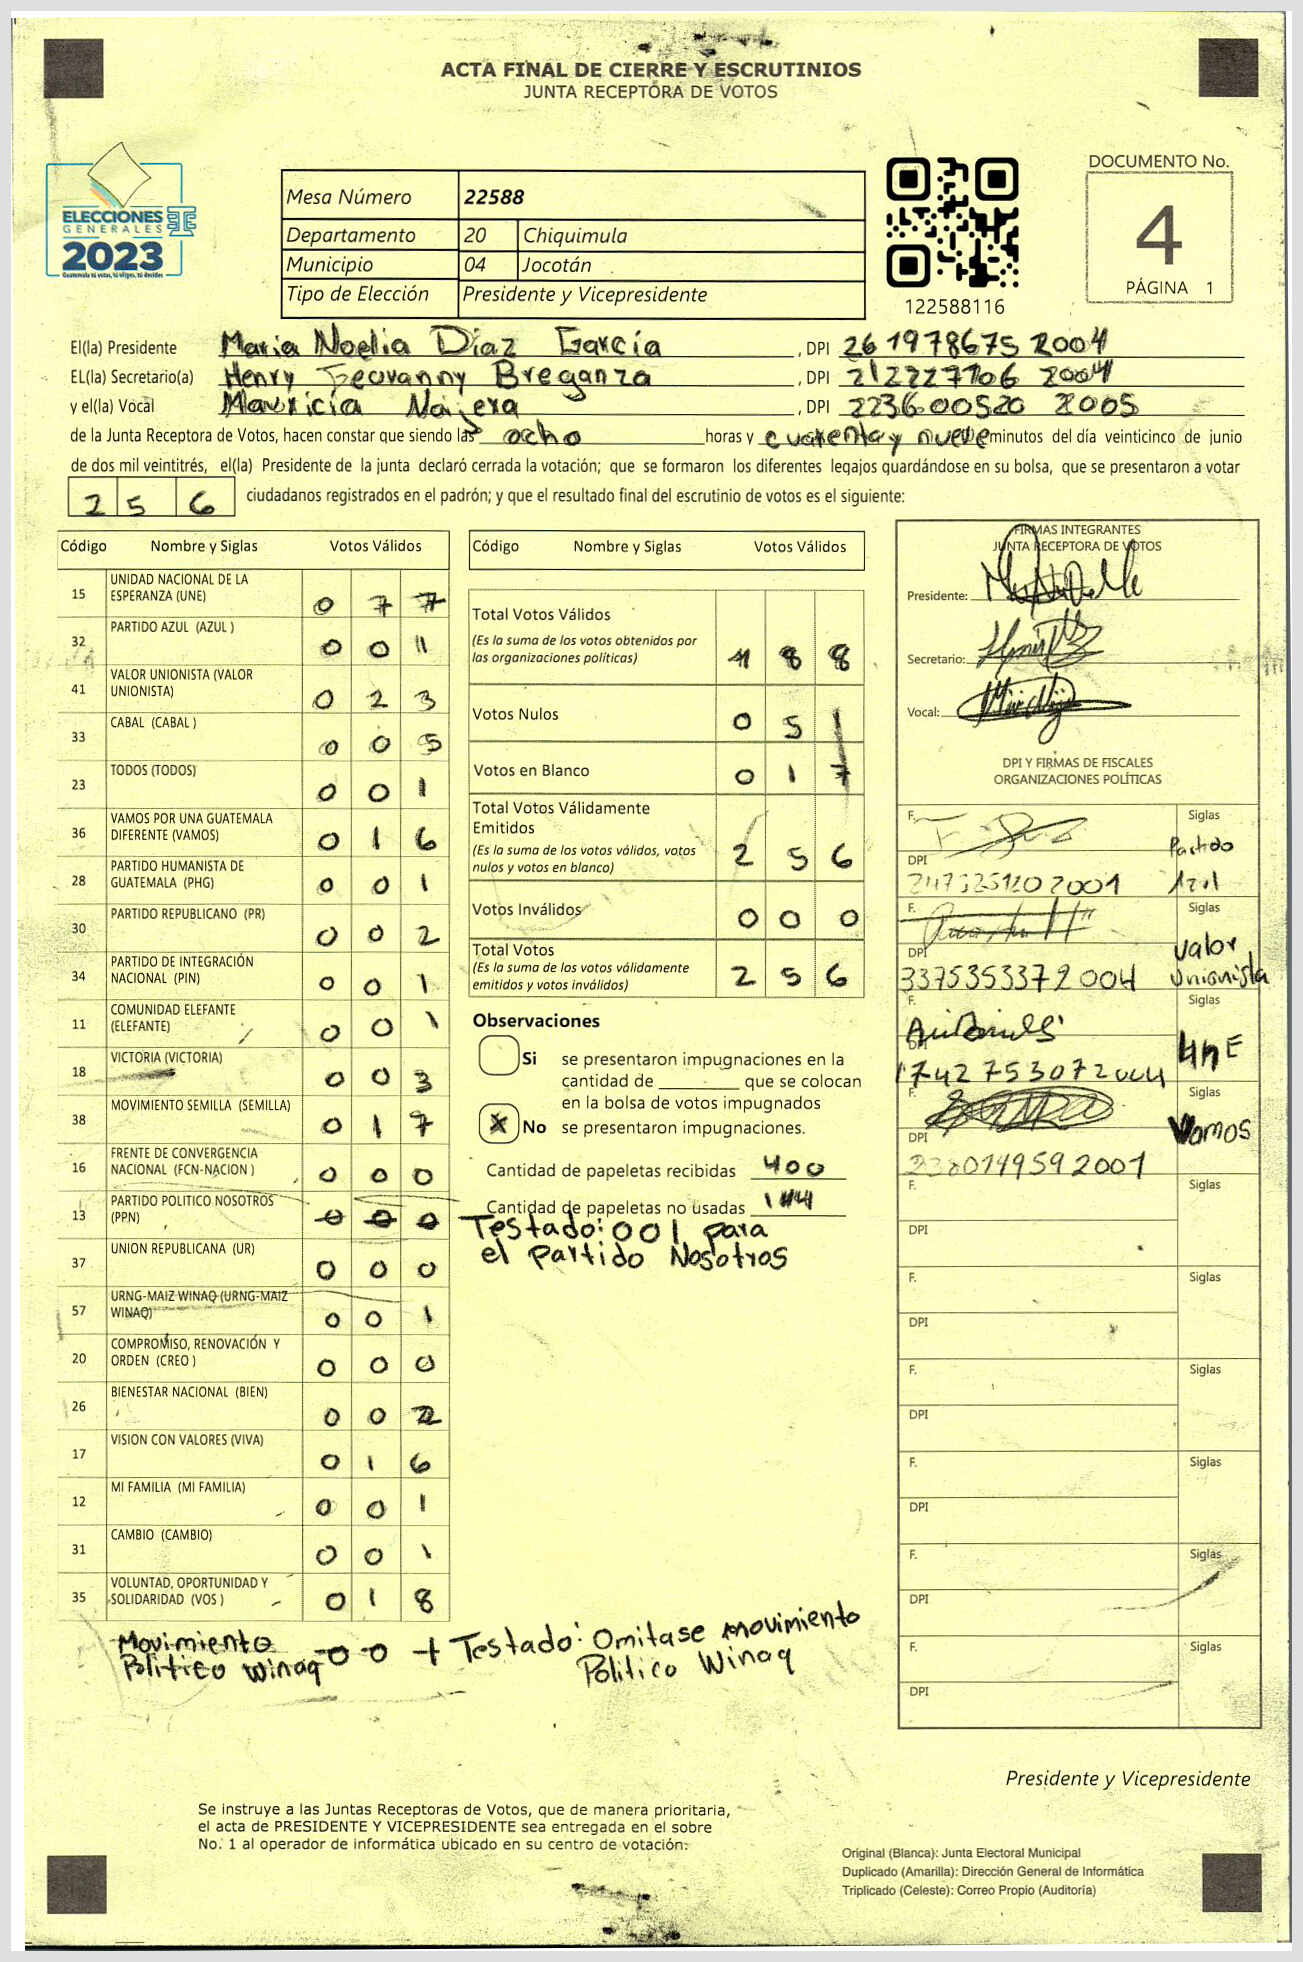 ACTA FINAL DE CIERRE Y ESCRUTINIOS
JUNTA RECEPTORA DE VOTOS
DOCUMENTO No.
4
PÁGINA 1
ELECCIONES
GENERALES
2023
Guatemala tú votas, tú eliges, tú decides
Mesa Número 22588
Departamento 20 Chiquimula
Municipio 04 Jocotán
Tipo de Elección Presidente y Vicepresidente
122588116
El(la) Presidente Maria Noelia Díaz García , DPI 261978675 2004
EL(la) Secretario(a) Henry Geovanny Breganza , DPI 212227706 2004
y el(la) Vocal Mauricia Najera , DPI 223600520 2005
de la Junta Receptora de Votos, hacen constar que siendo las ocho horas y cuarenta y nueve minutos del día veinticinco de junio
de dos mil veintitrés, el(la) Presidente de la junta declaró cerrada la votación; que se formaron los diferentes legajos guardándose en su bolsa, que se presentaron a votar
2 5 6 ciudadanos registrados en el padrón; y que el resultado final del escrutinio de votos es el siguiente:
Código Nombre y Siglas Votos Válidos
15 UNIDAD NACIONAL DE LA
ESPERANZA (UNE) 0 7 7
32 PARTIDO AZUL (AZUL ) 0 0 1
41 VALOR UNIONISTA (VALOR
UNIONISTA) 0 2 3
33 CABAL (CABAL ) 0 0 5
23 TODOS (TODOS) 0 0 1
36 VAMOS POR UNA GUATEMALA
DIFERENTE (VAMOS) 0 1 6
28 PARTIDO HUMANISTA DE
GUATEMALA (PHG) 0 0 1
30 PARTIDO REPUBLICANO (PR) 0 0 2
34 PARTIDO DE INTEGRACIÓN
NACIONAL (PIN) 0 0 1
11 COMUNIDAD ELEFANTE
(ELEFANTE) 0 0 1
18 VICTORIA (VICTORIA) 0 0 3
38 MOVIMIENTO SEMILLA (SEMILLA) 0 1 7
16 FRENTE DE CONVERGENCIA
NACIONAL (FCN-NACION ) 0 0 0
13 PARTIDO POLITICO NOSOTROS
(PPN) 0 0 0
37 UNION REPUBLICANA (UR) 0 0 0
57 URNG-MAIZ WINAQ (URNG-MAIZ
WINAQ) 0 0 1
20 COMPROMISO, RENOVACIÓN Y
ORDEN (CREO ) 0 0 0
26 BIENESTAR NACIONAL (BIEN) 0 0 2
17 VISION CON VALORES (VIVA) 0 1 6
12 MI FAMILIA (MI FAMILIA) 0 0 1
31 CAMBIO (CAMBIO) 0 0 1
35 VOLUNTAD, OPORTUNIDAD Y
SOLIDARIDAD (VOS ) 0 1 8
Movimiento
Politico winaq 0 0 1
Testado: Omitase movimiento
Politico Winaq
Código Nombre y Siglas Votos Válidos
Total Votos Válidos
(Es la suma de los votos obtenidos por
las organizaciones políticas) 1 8 8
Votos Nulos 0 5 1
Votos en Blanco 0 1 7
Total Votos Válidamente
Emitidos
(Es la suma de los votos válidos, votos
nulos y votos en blanco) 2 5 6
Votos Inválidos 0 0 0
Total Votos
(Es la suma de los votos válidamente
emitidos y votos inválidos) 2 5 6
Observaciones
Si se presentaron impugnaciones en la
cantidad de ________ que se colocan
en la bolsa de votos impugnados
X No se presentaron impugnaciones.
Cantidad de papeletas recibidas 400
Cantidad de papeletas no usadas 144
Testado: 001 para
el Partido Nosotros
FIRMAS INTEGRANTES
JUNTA RECEPTORA DE VOTOS
Presidente:
Secretario:
Vocal:
DPI Y FIRMAS DE FISCALES
ORGANIZACIONES POLÍTICAS
F. Siglas
Partido
Azul
DPI
F. Siglas
Valor
Unionista
DPI
3375353372004
F. Siglas
UNE
DPI
1742753072004
F. Siglas
Vamos
DPI
2380149592001
F. Siglas
DPI
F. Siglas
DPI
F. Siglas
DPI
F. Siglas
DPI
F. Siglas
DPI
F. Siglas
DPI
Presidente y Vicepresidente
Se instruye a las Juntas Receptoras de Votos, que de manera prioritaria,
el acta de PRESIDENTE Y VICEPRESIDENTE sea entregada en el sobre
No. 1 al operador de informática ubicado en su centro de votación.
Original (Blanca): Junta Electoral Municipal
Duplicado (Amarilla): Dirección General de Informática
Triplicado (Celeste): Correo Propio (Auditoría)